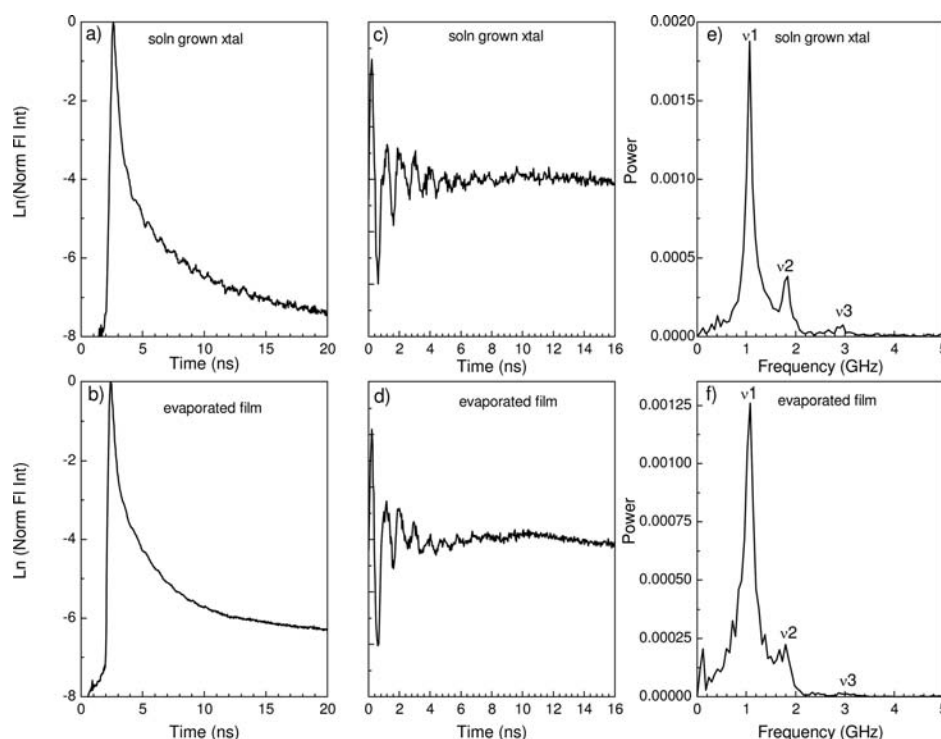 a)
soln grown xtal
Ln(Norm Fl Int)
0
-2
-4
-6
-8
0 5 10 15 20
Time (ns)
c)
soln grown xtal
0 2 4 6 8 10 12 14 16
Time (ns)
e)
soln grown xtal
ν1
ν2
ν3
Power
0.0020
0.0015
0.0010
0.0005
0.0000
0 1 2 3 4 5
Frequency (GHz)
b)
evaporated film
Ln (Norm Fl Int)
0
-2
-4
-6
-8
0 5 10 15 20
Time (ns)
d)
evaporated film
0 2 4 6 8 10 12 14 16
Time (ns)
f)
evaporated film
ν1
ν2
ν3
Power
0.00125
0.00100
0.00075
0.00050
0.00025
0.00000
0 1 2 3 4 5
Frequency (GHz)